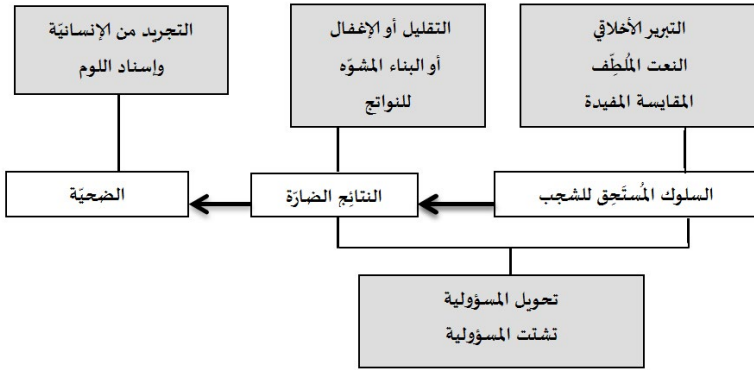 التبرير الأخلاقي
النعت المُلطِّف
المقايسة المفيدة
التقليل أو الإغفال
أو البناء المشوّه
للنواتج
التجريد من الإنسانيّة
وإسناد اللوم
السلوك المُستَحِق للشجب
النتائج الضارّة
الضحيّة
تحويل المسؤولية
تشتت المسؤولية